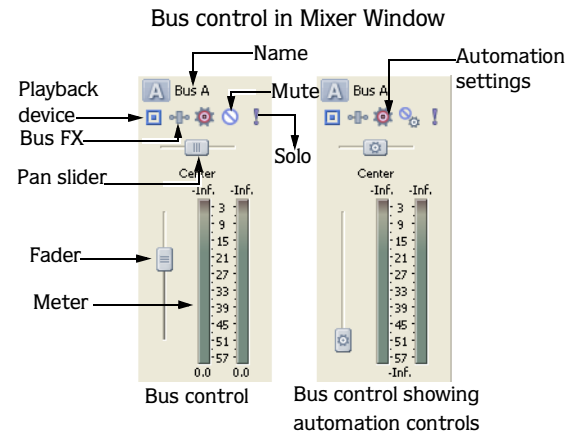 Bus control in Mixer Window
Name
Automation
settings
Playback
device
Bus FX
Pan slider
Fader
Meter
Mute
Solo
A Bus A
Center
-Inf. -Inf.
3
9
15
21
27
33
39
45
51
57
0.0 0.0
A Bus A
Center
-Inf. -Inf.
3
9
15
21
27
33
39
45
51
57
-Inf.
Bus control
Bus control showing
automation controls